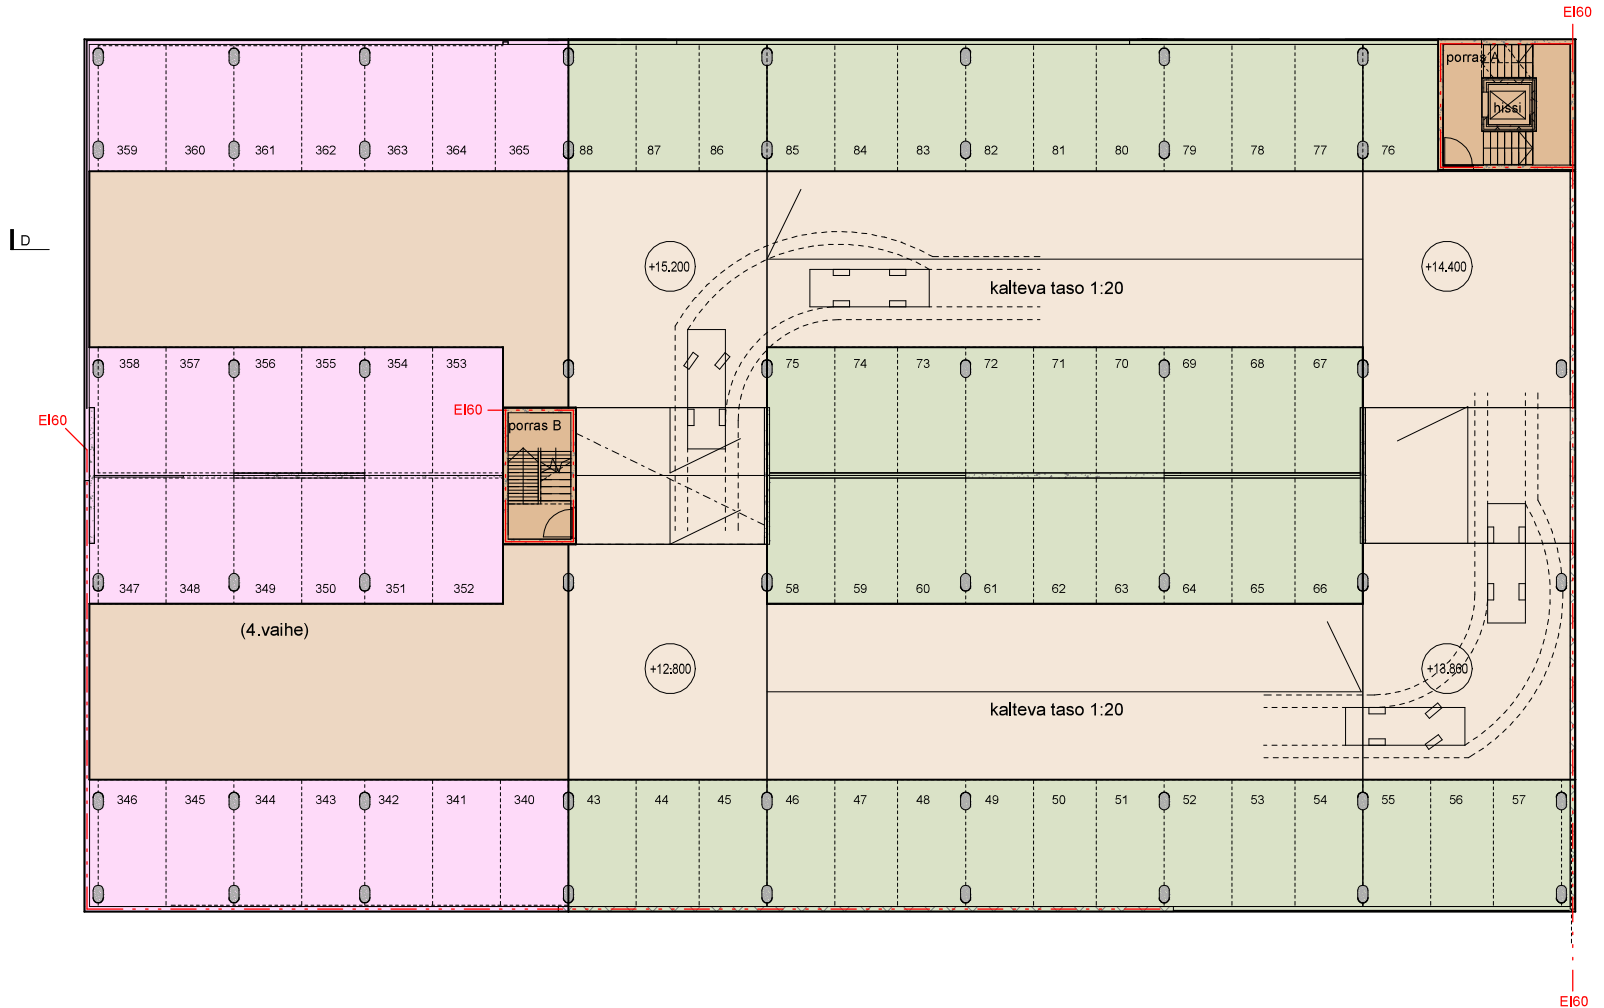 EI60
porras A
hissi
359 360 361 362 363 364 365 88 87 86 85 84 83 82 81 80 79 78 77 76
D
+15.200
+14.400
kalteva taso 1:20
358 357 356 355 354 353 75 74 73 72 71 70 69 68 67
EI60
EI60
porras B
347 348 349 350 351 352 58 59 60 61 62 63 64 65 66
(4.vaihe)
+12.800
+13.860
kalteva taso 1:20
346 345 344 343 342 341 340 43 44 45 46 47 48 49 50 51 52 53 54 55 56 57
EI60